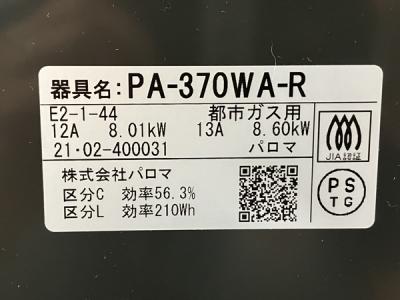 器具名:PA-370WA-R
E2-1-44 都市ガス用
12A 8.01kW 13A 8.60kW
21・02-400031 パロマ
JIA認証
株式会社パロマ
区分C 効率56.3%
区分L 効率210Wh
PS
TG